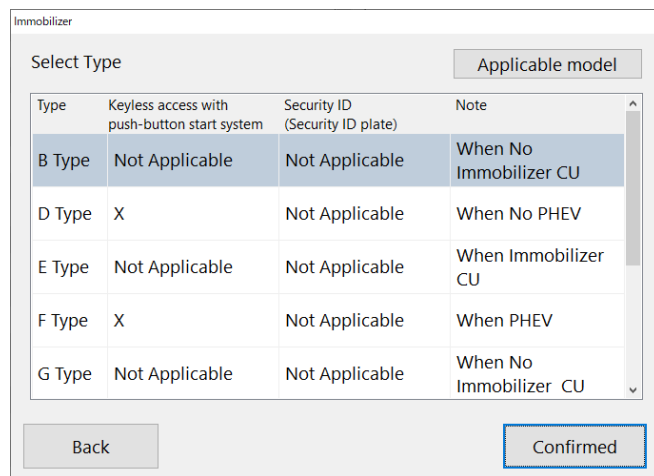 Immobilizer
Select Type
Applicable model
Type Keyless access with push-button start system Security ID (Security ID plate) Note
B Type Not Applicable Not Applicable When No Immobilizer CU
D Type X Not Applicable When No PHEV
E Type Not Applicable Not Applicable When Immobilizer CU
F Type X Not Applicable When PHEV
G Type Not Applicable Not Applicable When No Immobilizer CU
Back
Confirmed